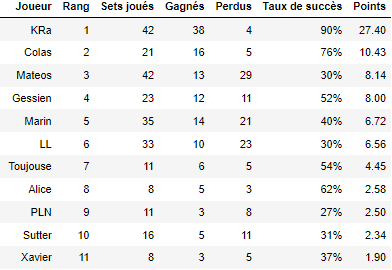 Joueur Rang Sets joués Gagnés Perdus Taux de succès Points
KRa 1 42 38 4 90% 27.40
Colas 2 21 16 5 76% 10.43
Mateos 3 42 13 29 30% 8.14
Gessien 4 23 12 11 52% 8.00
Marin 5 35 14 21 40% 6.72
LL 6 33 10 23 30% 6.56
Toujouse 7 11 6 5 54% 4.45
Alice 8 8 5 3 62% 2.58
PLN 9 11 3 8 27% 2.50
Sutter 10 16 5 11 31% 2.34
Xavier 11 8 3 5 37% 1.90